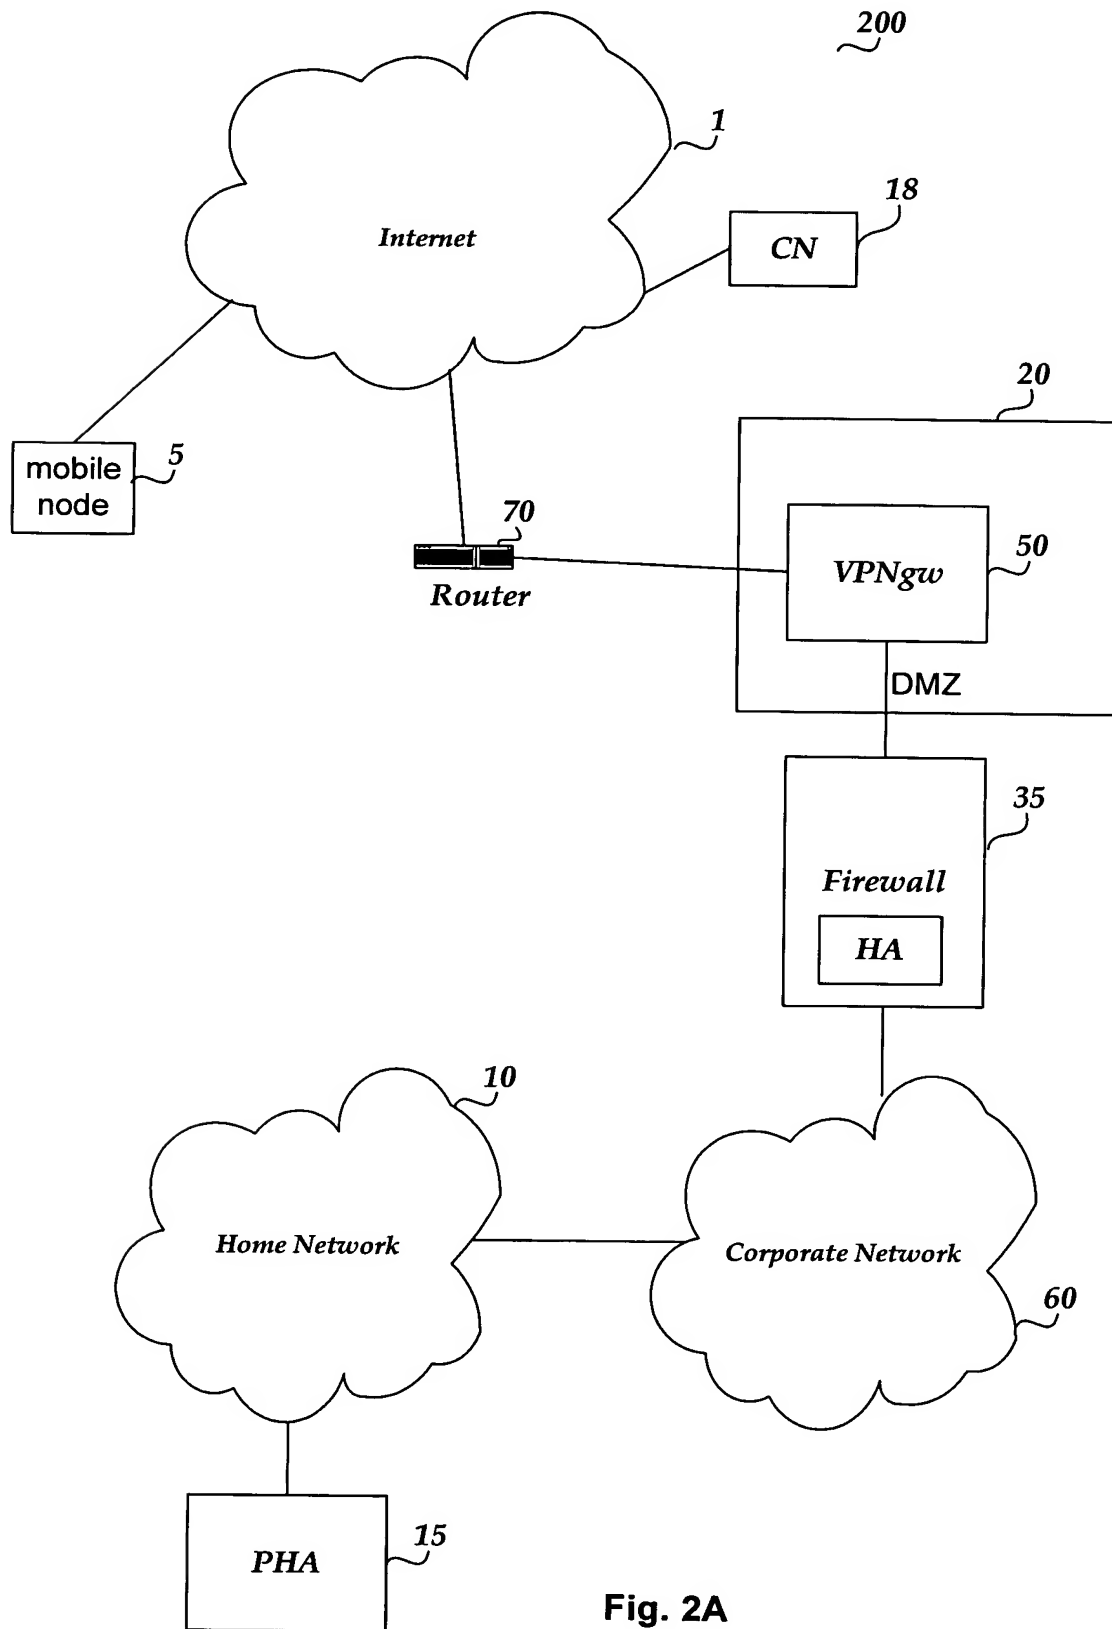 200
1
Internet
18
CN
20
5
mobile
node
70
Router
50
VPNgw
DMZ
35
Firewall
HA
10
Home Network
Corporate Network
60
15
PHA
Fig. 2A